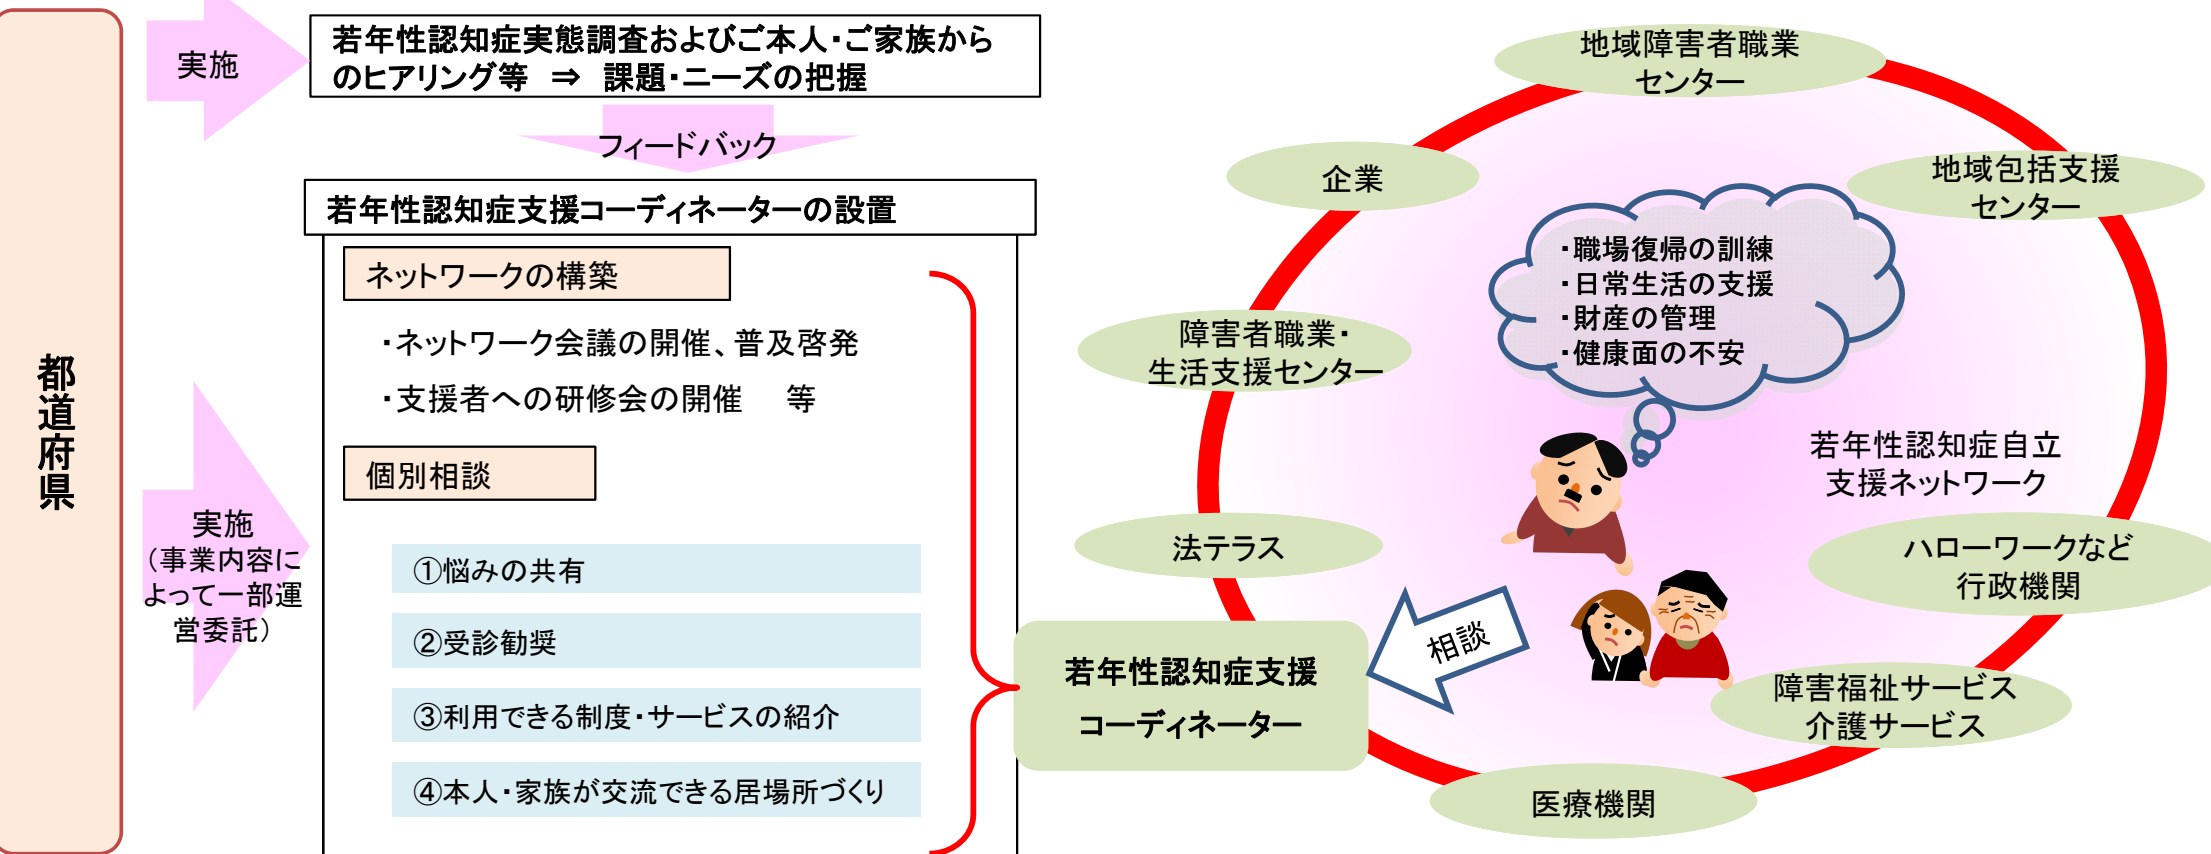 都道府県
実施
若年性認知症実態調査およびご本人・ご家族から
のヒアリング等 ⇒ 課題・ニーズの把握
フィードバック
若年性認知症支援コーディネーターの設置
ネットワークの構築
・ネットワーク会議の開催、普及啓発
・支援者への研修会の開催 等
個別相談
実施
（事業内容に
よって一部運
営委託）
①悩みの共有
②受診勧奨
③利用できる制度・サービスの紹介
④本人・家族が交流できる居場所づくり
若年性認知症支援
コーディネーター
相談
地域障害者職業
センター
企業
地域包括支援
センター
・職場復帰の訓練
・日常生活の支援
・財産の管理
・健康面の不安
障害者職業・
生活支援センター
若年性認知症自立
支援ネットワーク
法テラス
ハローワークなど
行政機関
障害福祉サービス
介護サービス
医療機関